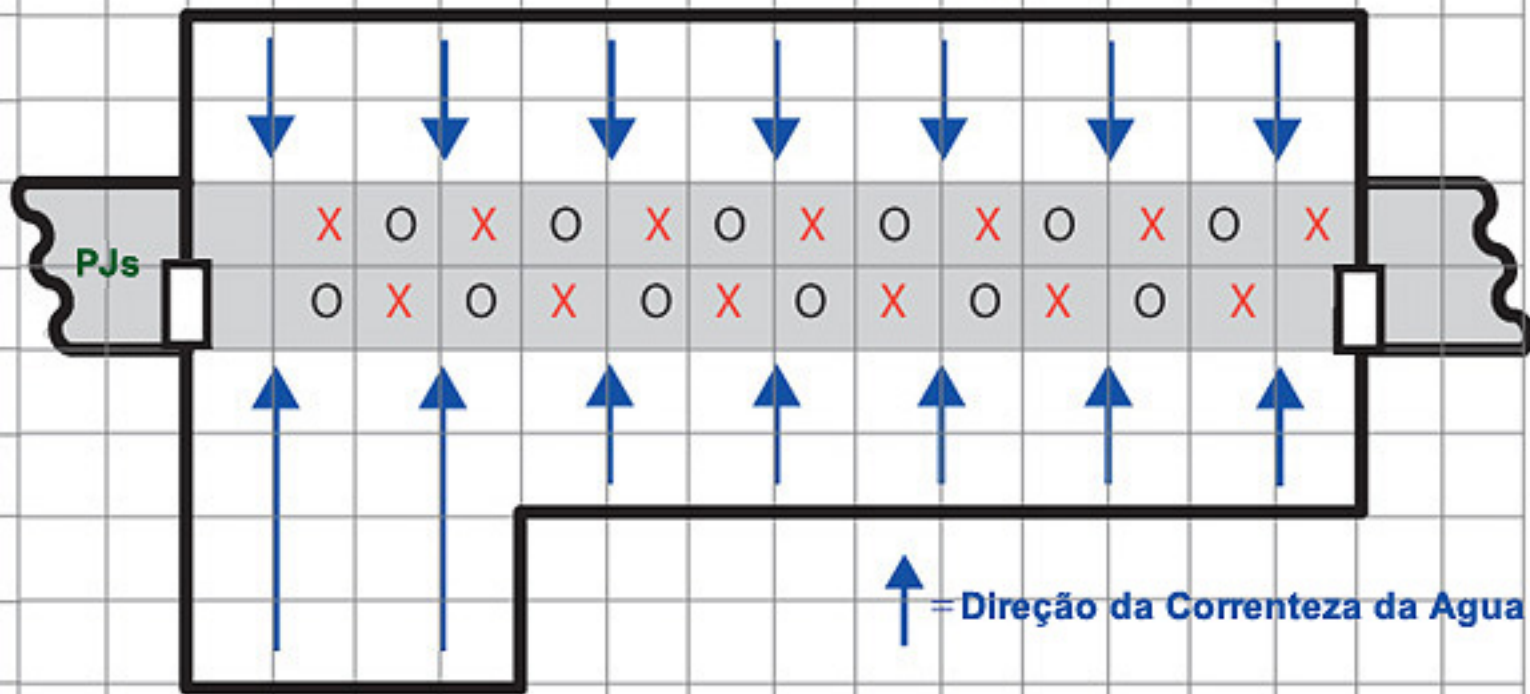 X O X O X O X O X O X O X
PJs
O X O X O X O X O X O X
=Direção da Correnteza da Agua